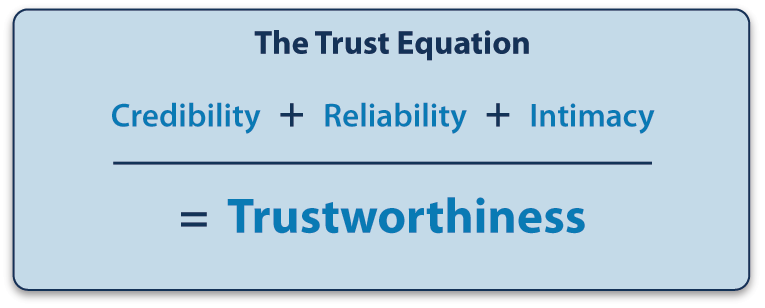 The Trust Equation
Credibility + Reliability + Intimacy
= Trustworthiness